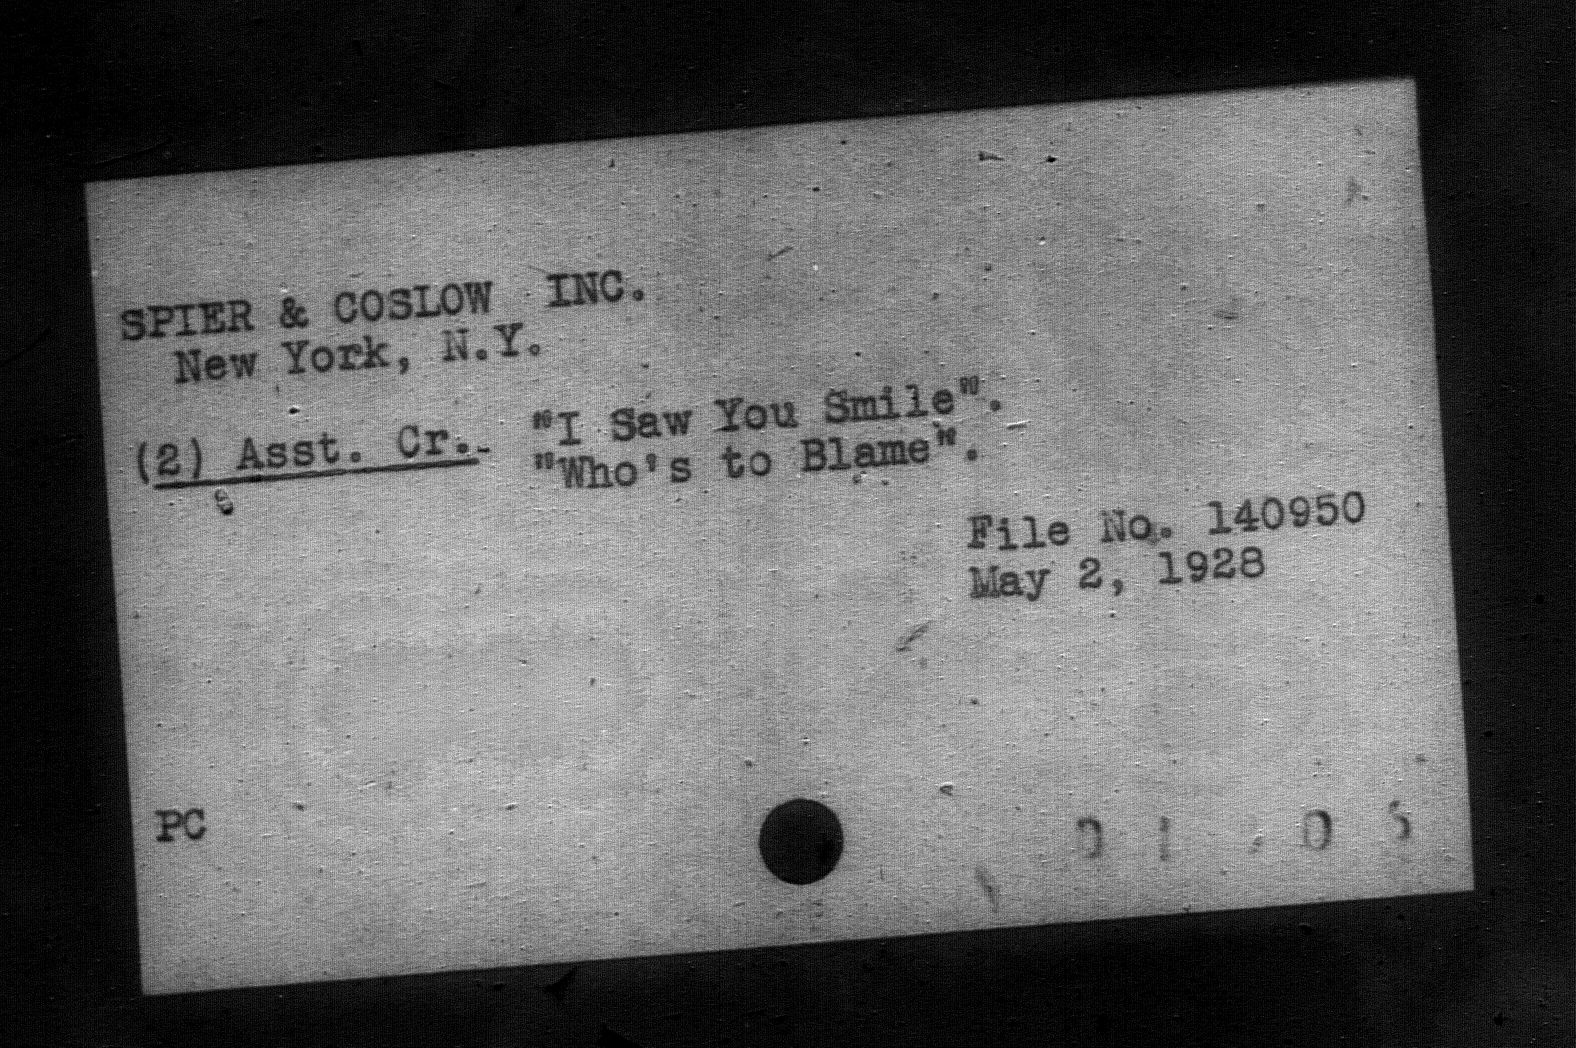 SPIER & COSLOW INC.
New York, N.Y.
(2) Asst. Cr.- "I Saw You Smile".
"Who's to Blame".
File No. 140950
May 2, 1928
PC